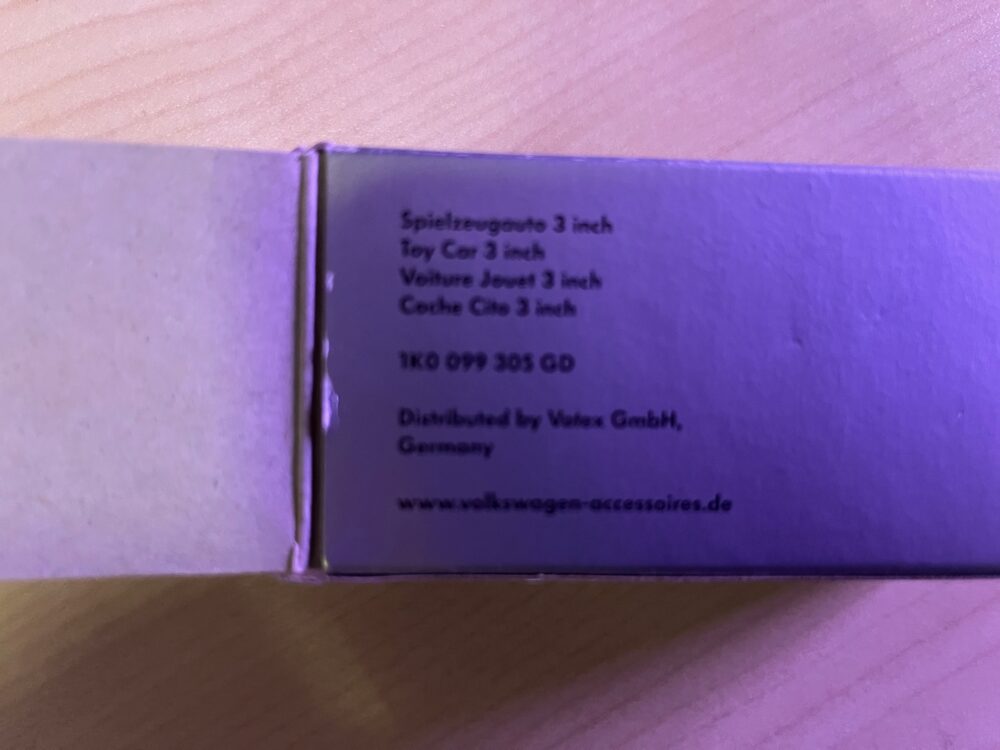 Spielzeugauto 3 inch
Toy Car 3 inch
Voiture Jouet 3 inch
Coche Cito 3 inch
1K0 099 305 GD
Distributed by Votex GmbH,
Germany
www.volkswagen-accessoires.de